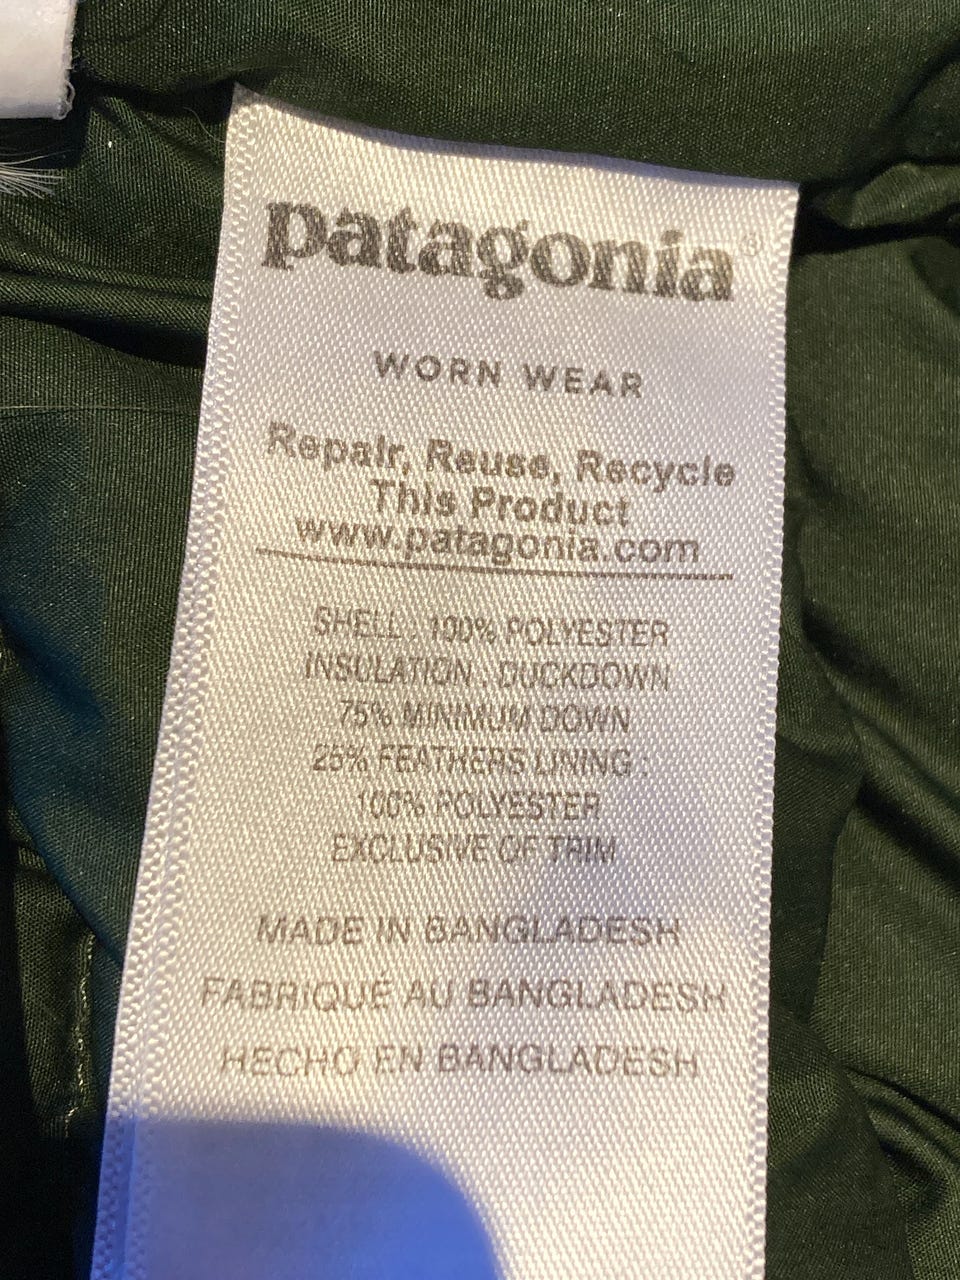 patagonia®
WORN WEAR
Repair, Reuse, Recycle
This Product
www.patagonia.com
SHELL . 100% POLYESTER
INSULATION . DUCKDOWN
75% MINIMUM DOWN
25% FEATHERS LINING :
100% POLYESTER
EXCLUSIVE OF TRIM
MADE IN BANGLADESH
FABRIQUÉ AU BANGLADESH
HECHO EN BANGLADESH